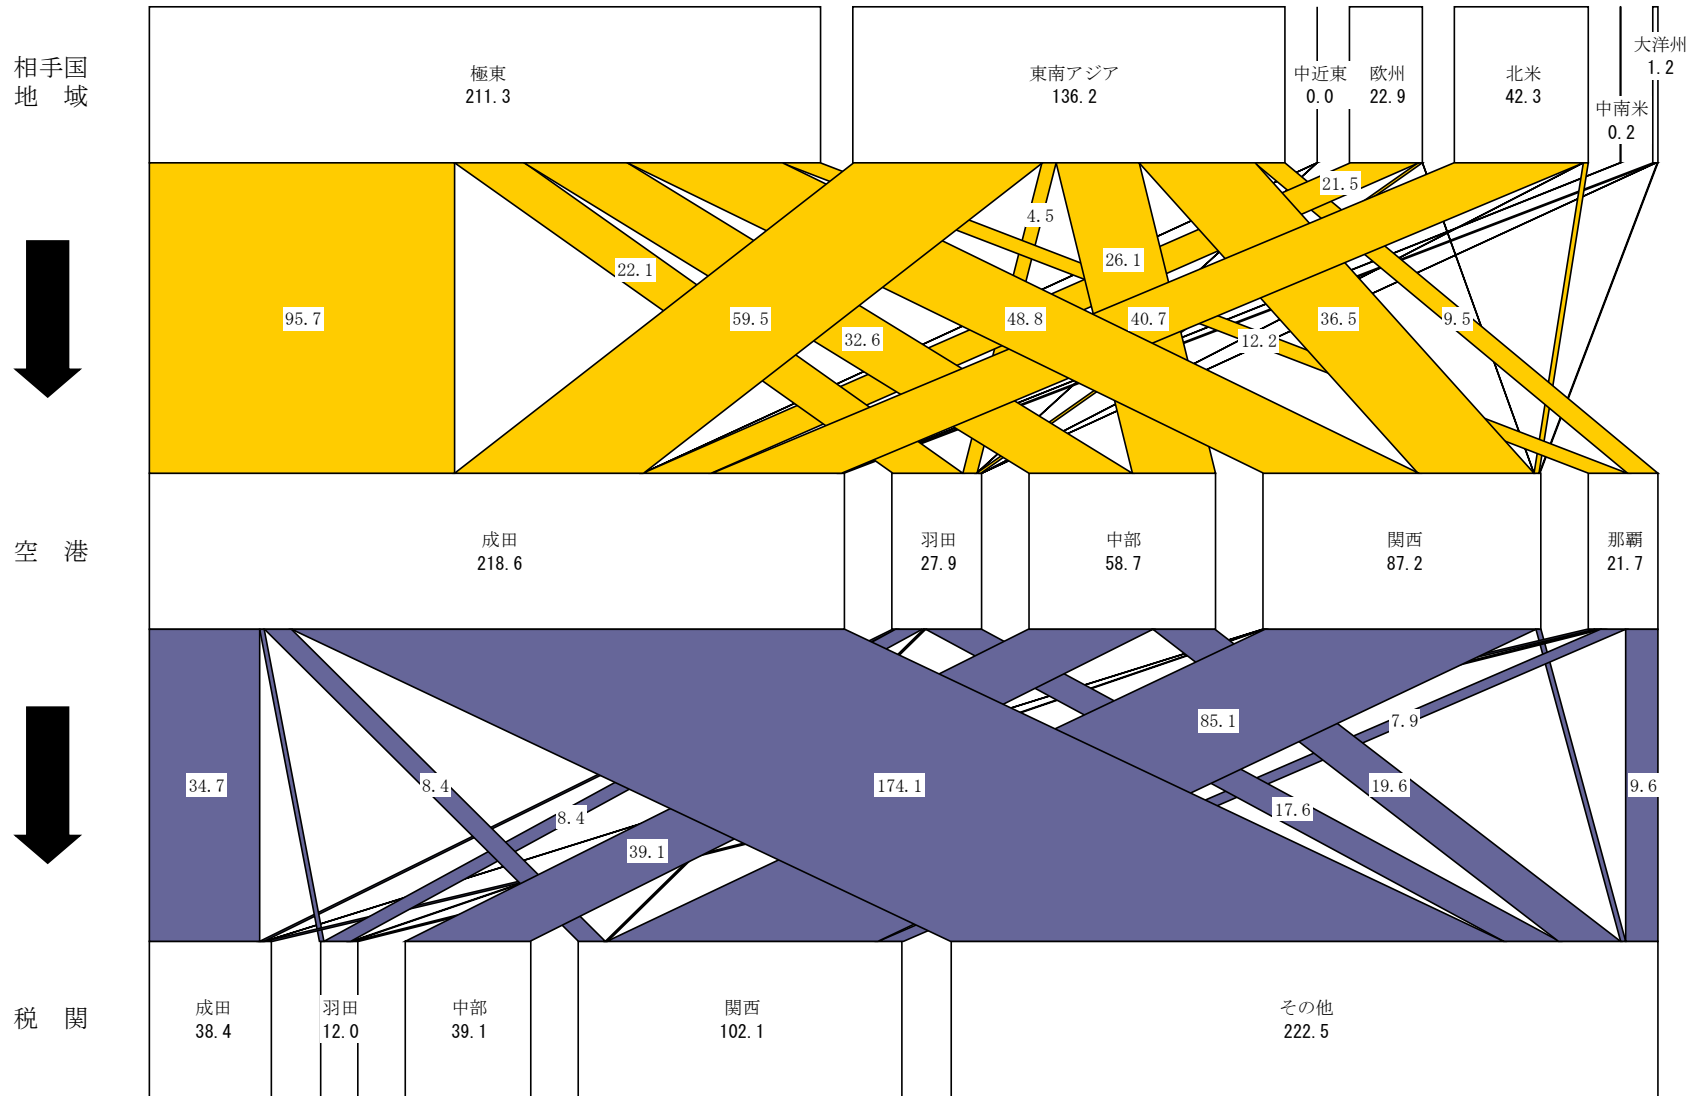 相手国
地　域
極東
211.3
東南アジア
136.2
中近東
0.0
欧州
22.9
北米
42.3
中南米
0.2
大洋州
1.2
95.7
22.1
59.5
32.6
48.8
4.5
26.1
40.7
21.5
12.2
36.5
9.5
空　港
成田
218.6
羽田
27.9
中部
58.7
関西
87.2
那覇
21.7
34.7
8.4
8.4
39.1
174.1
85.1
7.9
17.6
19.6
9.6
税　関
成田
38.4
羽田
12.0
中部
39.1
関西
102.1
その他
222.5